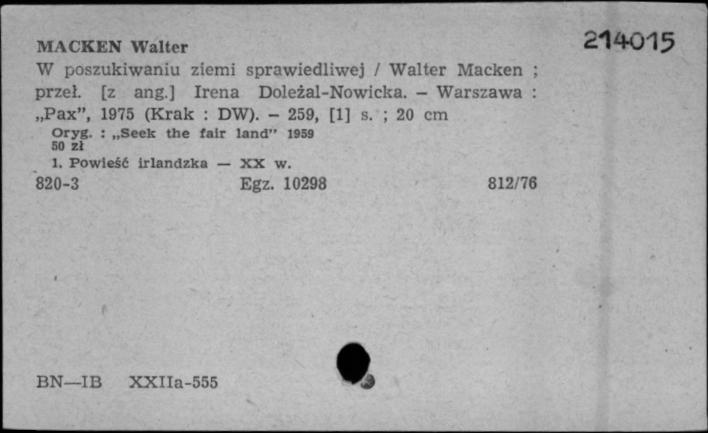 214015
MACKEN Walter
W poszukiwaniu ziemi sprawiedliwej / Walter Macken ;
przeł. [z ang.] Irena Doleżal-Nowicka. — Warszawa :
„Pax”, 1975 (Krak : DW). — 259, [1] s. ; 20 cm
Oryg. : „Seek the fair land” 1959
50 zł
1. Powieść irlandzka — XX w.
820-3 Egz. 10298 812/76
BN—IB XXIIa-555